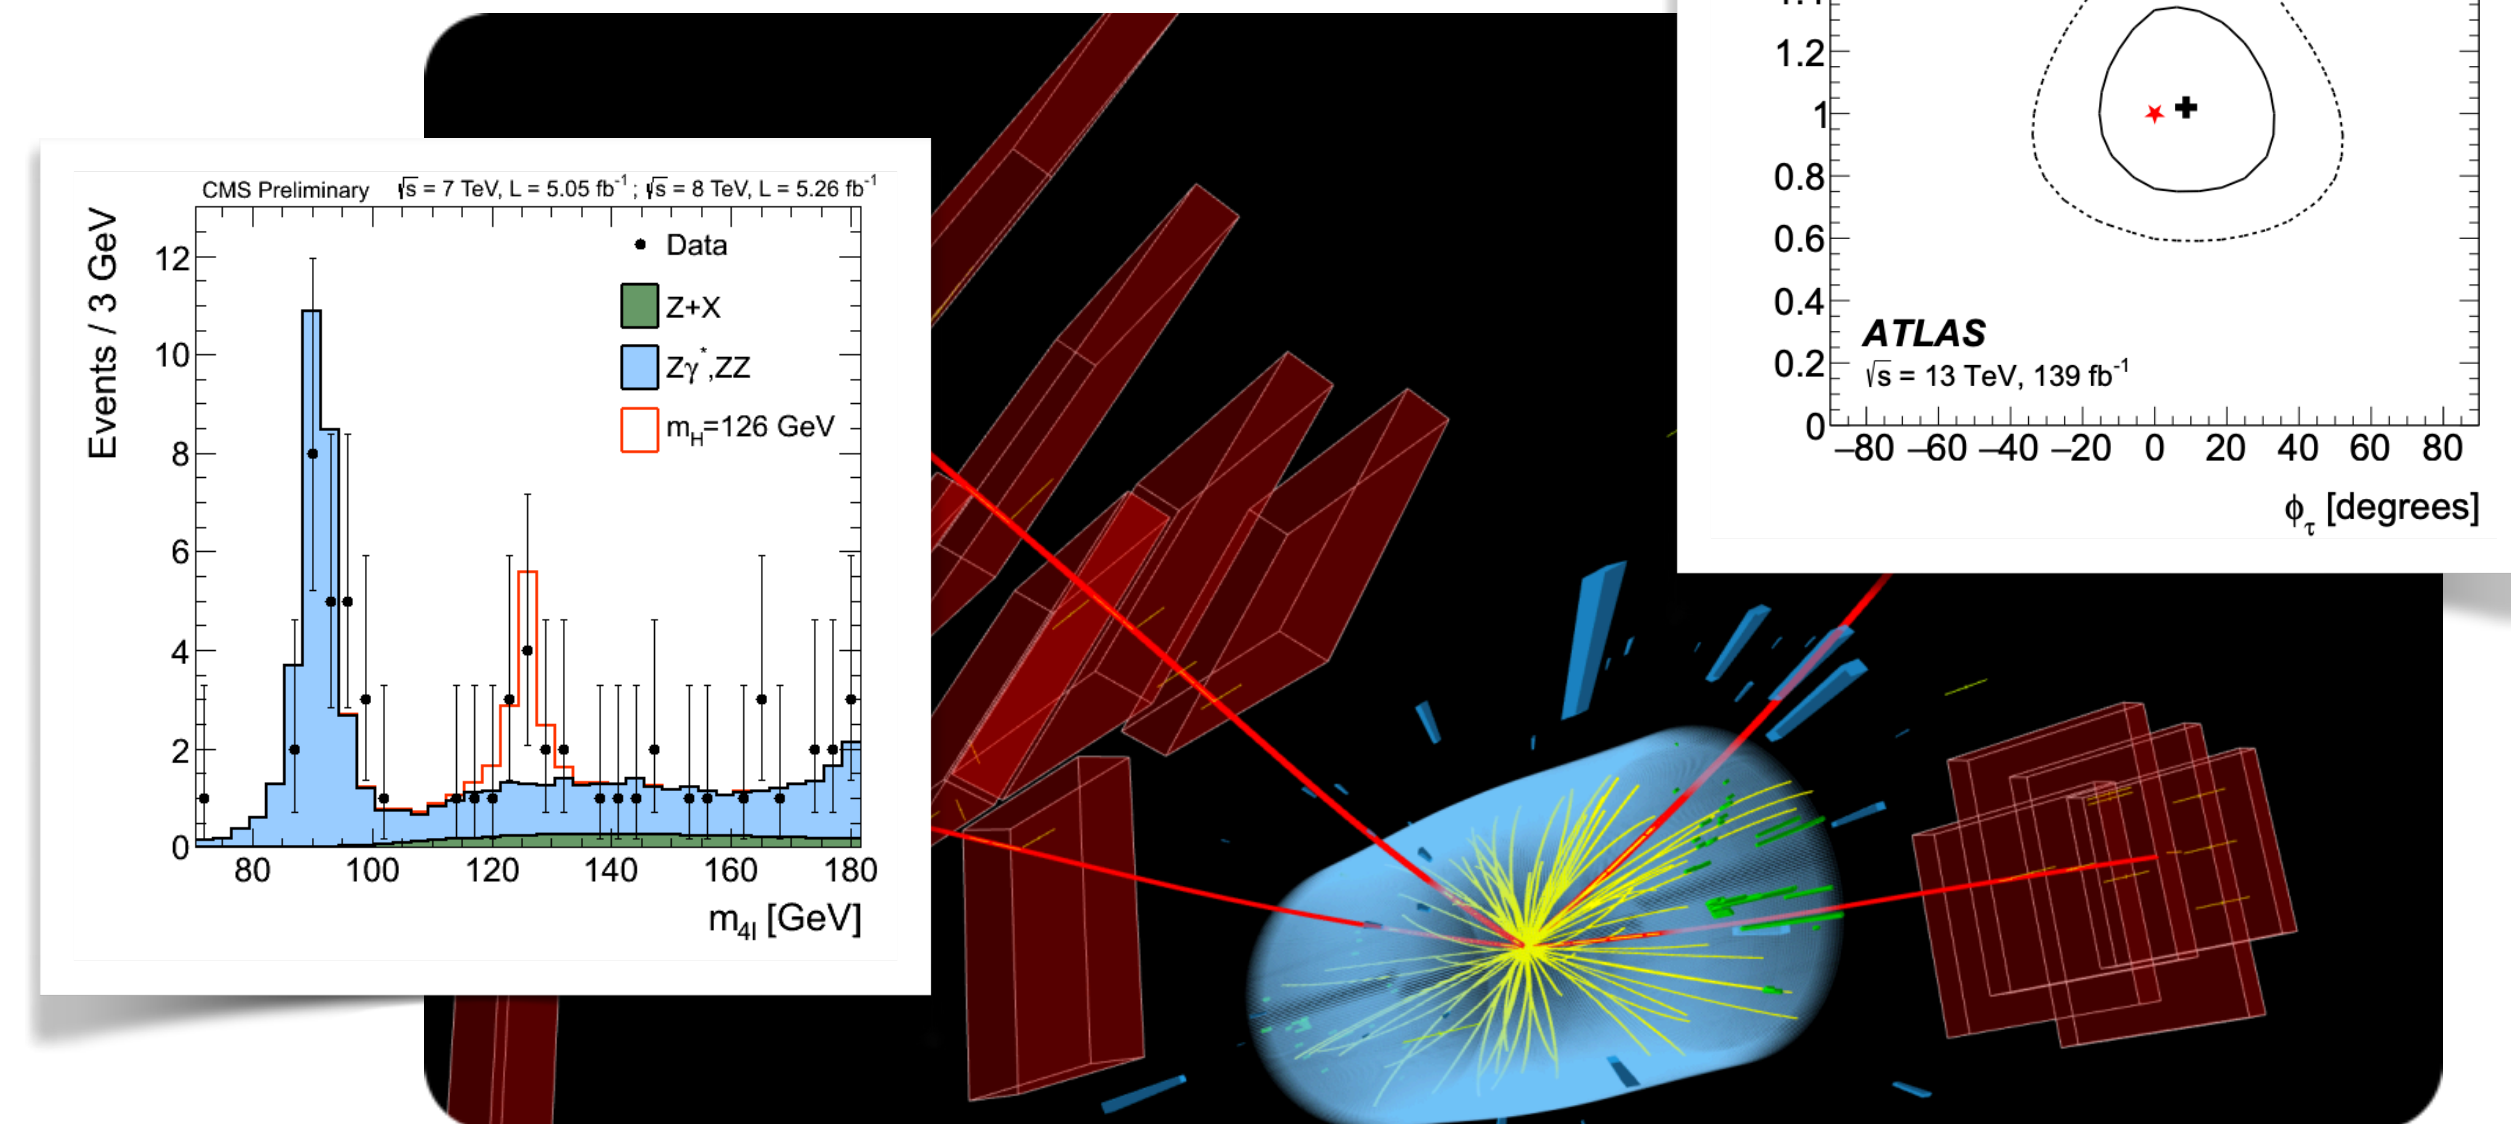 CMS Preliminary √s = 7 TeV, L = 5.05 fb⁻¹ ; √s = 8 TeV, L = 5.26 fb⁻¹
Events / 3 GeV
12
10
8
6
4
2
0
Data
Z+X
Zγ*,ZZ
m_H=126 GeV
80 100 120 140 160 180
m_4l [GeV]
1.2
1
0.8
0.6
0.4
0.2
0
ATLAS
√s = 13 TeV, 139 fb⁻¹
−80 −60 −40 −20 0 20 40 60 80
ϕ_τ [degrees]